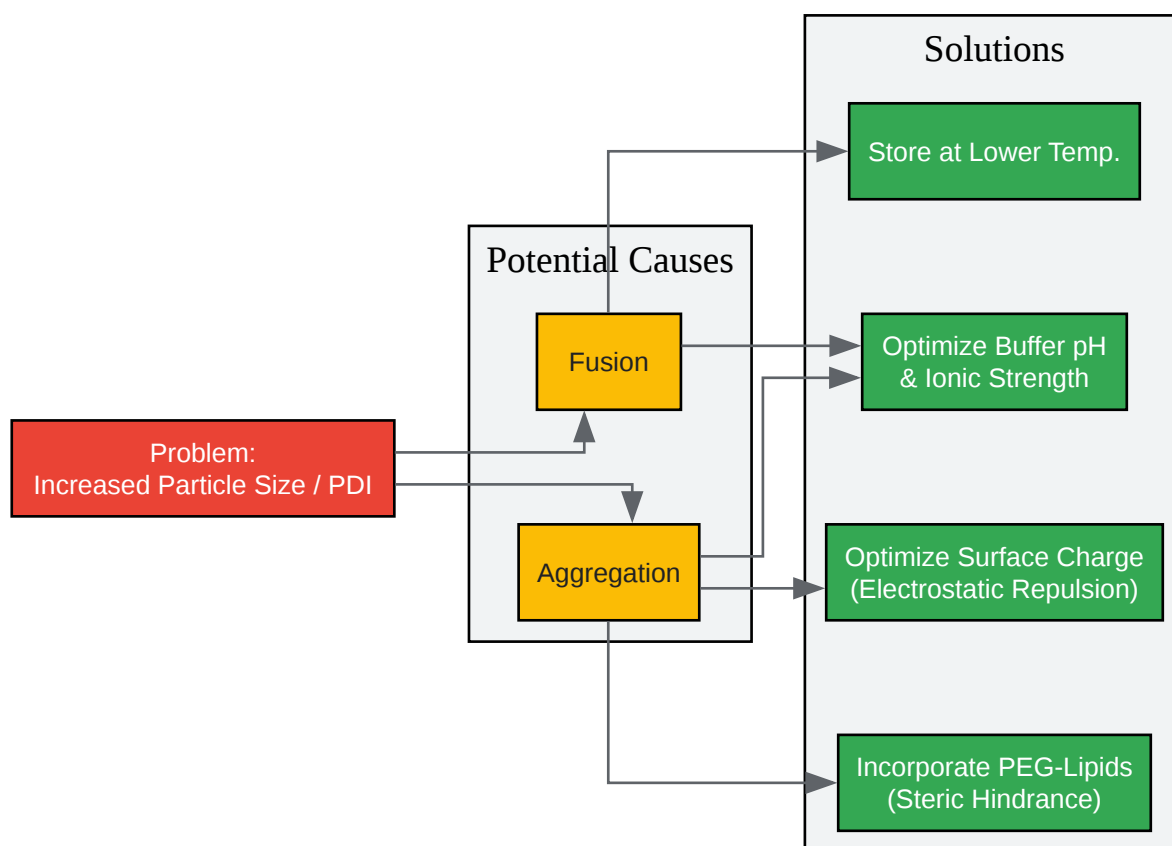 Solutions
Store at Lower Temp.
Potential Causes
Fusion
Optimize Buffer pH
& Ionic Strength
Problem:
Increased Particle Size / PDI
Aggregation
Optimize Surface Charge
(Electrostatic Repulsion)
Incorporate PEG-Lipids
(Steric Hindrance)